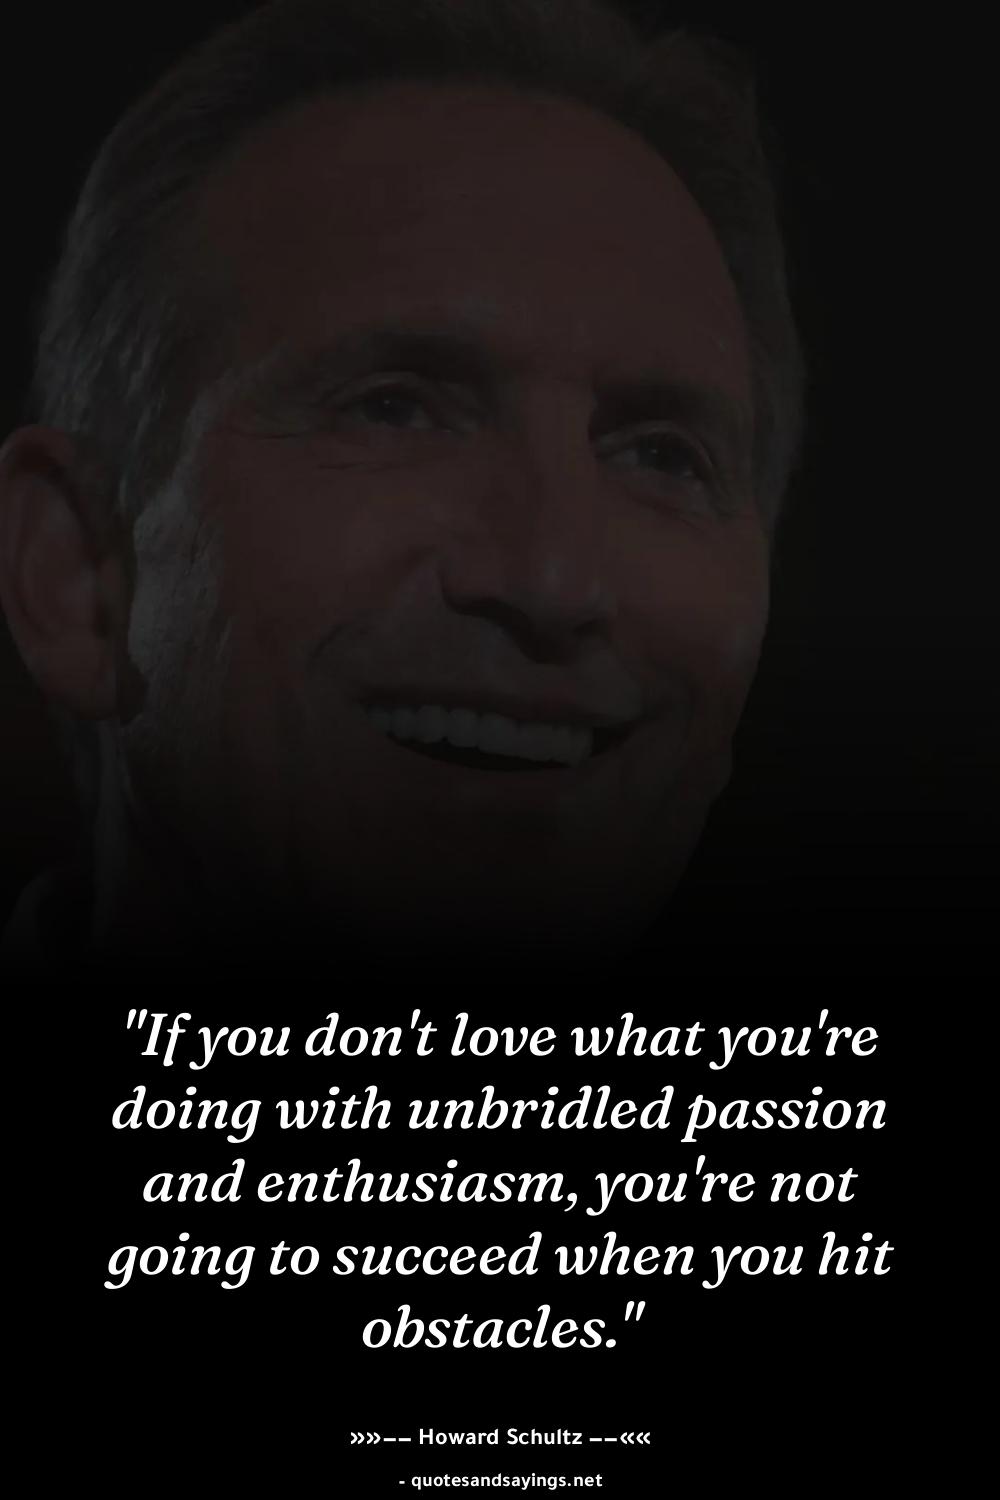 "If you don't love what you're
doing with unbridled passion
and enthusiasm, you're not
going to succeed when you hit
obstacles."
»»–– Howard Schultz ––««
- quotesandsayings.net